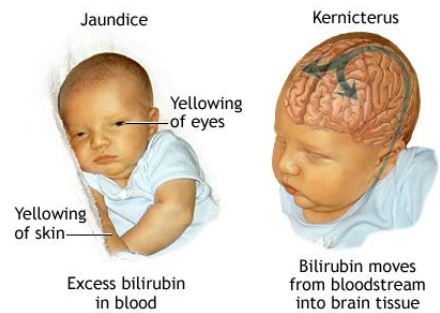 Jaundice
Yellowing
of eyes
Yellowing
of skin
Excess bilirubin
in blood
Kernicterus
Bilirubin moves
from bloodstream
into brain tissue